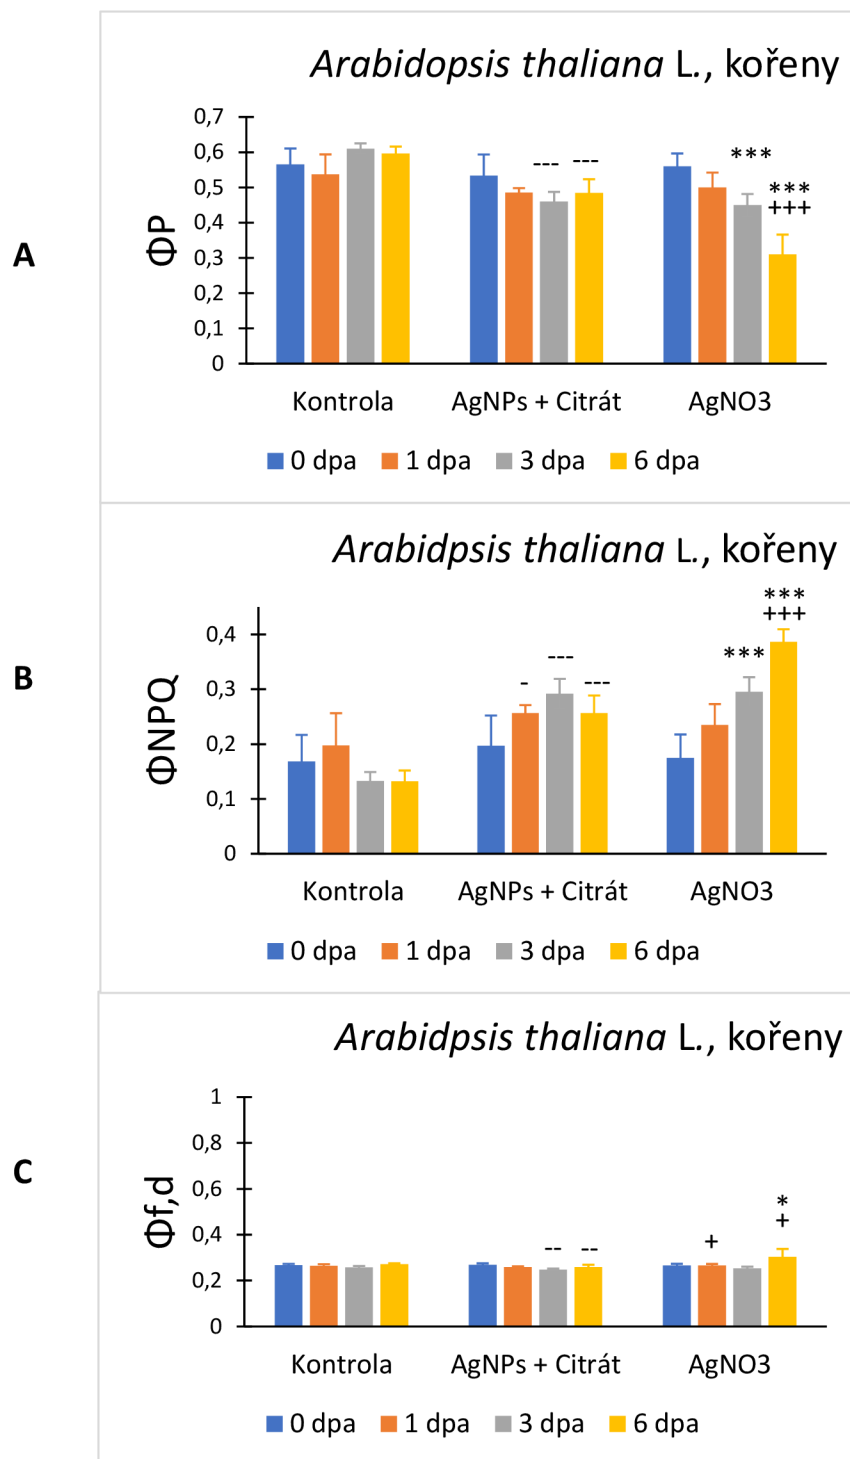 Arabidopsis thaliana L., kořeny
0,7
0,6
0,5
0,4
0,3
0,2
0,1
0
ΦP
A
---
---
***
***
+++
Kontrola AgNPs + Citrát AgNO3
0 dpa 1 dpa 3 dpa 6 dpa
Arabidpsis thaliana L., kořeny
0,4
0,3
0,2
0,1
0
ΦNPQ
B
-
---
---
***
***
+++
Kontrola AgNPs + Citrát AgNO3
0 dpa 1 dpa 3 dpa 6 dpa
Arabidpsis thaliana L., kořeny
1
0,8
0,6
0,4
0,2
0
Φf,d
C
--
--
+
*
+
Kontrola AgNPs + Citrát AgNO3
0 dpa 1 dpa 3 dpa 6 dpa